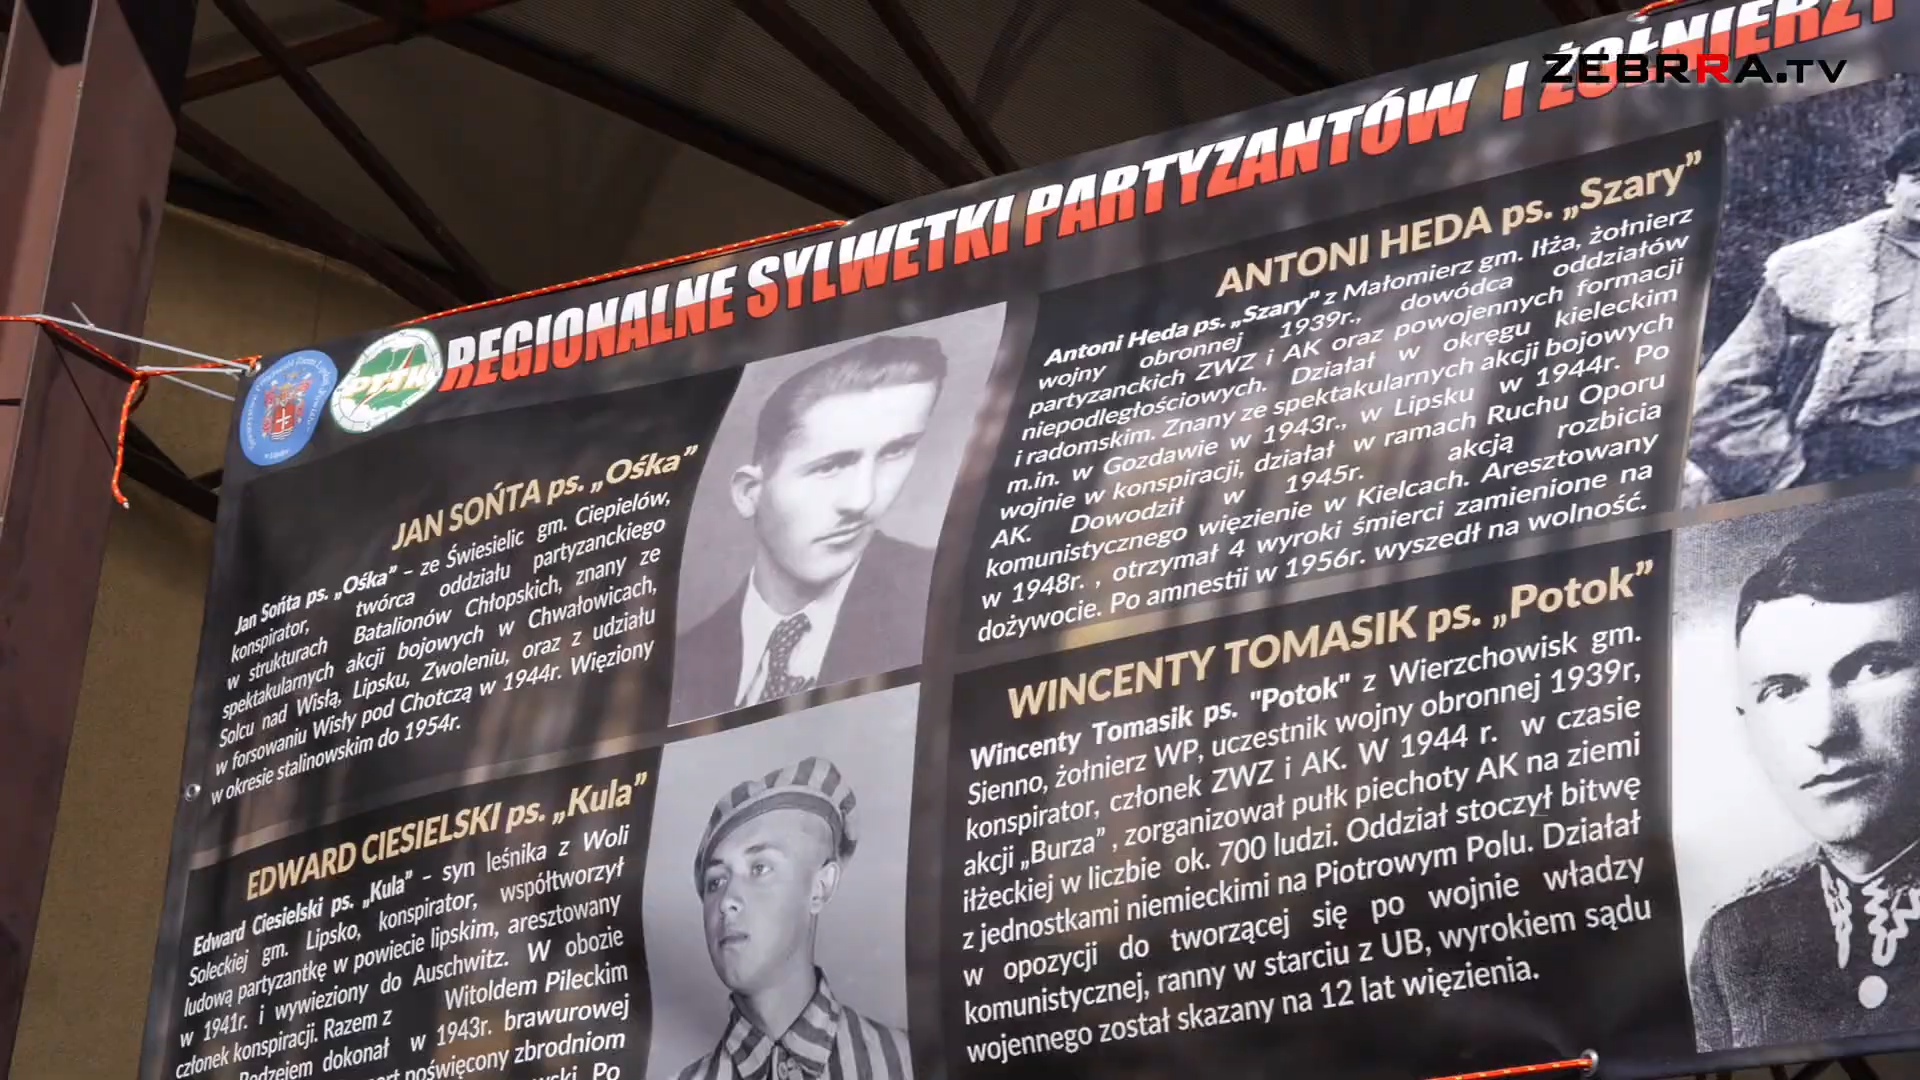 ZEBRRA.TV
REGIONALNE SYLWETKI PARTYZANTÓW I ŻOŁNIERZY
PTTK
JAN SOŃTA ps. „Ośka”
Jan Sońta ps. „Ośka” – ze Świesielic gm. Ciepielów,
konspirator, twórca oddziału partyzanckiego
w strukturach Batalionów Chłopskich, znany ze
spektakularnych akcji bojowych w Chwałowicach,
Solcu nad Wisłą, Lipsku, Zwoleniu, oraz z udziału
w forsowaniu Wisły pod Chotczą w 1944r. Więziony
w okresie stalinowskim do 1954r.
EDWARD CIESIELSKI ps. „Kula”
Edward Ciesielski ps. „Kula” – syn leśnika z Woli
Soleckiej gm. Lipsko, konspirator, współtworzył
ludową partyzantkę w powiecie lipskim, aresztowany
w 1941r. i wywieziony do Auschwitz. W obozie
członek konspiracji. Razem z Witoldem Pileckim
Redzejem dokonał w 1943r. brawurowej
poświęcony zbrodniom
Po
ANTONI HEDA ps. „Szary”
Antoni Heda ps. „Szary” z Małomierz gm. Iłża, żołnierz
wojny obronnej 1939r., dowódca oddziałów
partyzanckich ZWZ i AK oraz powojennych formacji
niepodległościowych. Działał w okręgu kieleckim
i radomskim. Znany ze spektakularnych akcji bojowych
m.in. w Gozdawie w 1943r., w Lipsku w 1944r. Po
wojnie w konspiracji, działał w ramach Ruchu Oporu
AK. Dowodził w 1945r. akcją rozbicia
komunistycznego więzienie w Kielcach. Aresztowany
w 1948r. , otrzymał 4 wyroki śmierci zamienione na
dożywocie. Po amnestii w 1956r. wyszedł na wolność.
WINCENTY TOMASIK ps. „Potok”
Wincenty Tomasik ps. "Potok" z Wierzchowisk gm.
Sienno, żołnierz WP, uczestnik wojny obronnej 1939r,
konspirator, członek ZWZ i AK. W 1944 r. w czasie
akcji „Burza” , zorganizował pułk piechoty AK na ziemi
iłżeckiej w liczbie ok. 700 ludzi. Oddział stoczył bitwę
z jednostkami niemieckimi na Piotrowym Polu. Działał
w opozycji do tworzącej się po wojnie władzy
komunistycznej, ranny w starciu z UB, wyrokiem sądu
wojennego został skazany na 12 lat więzienia.